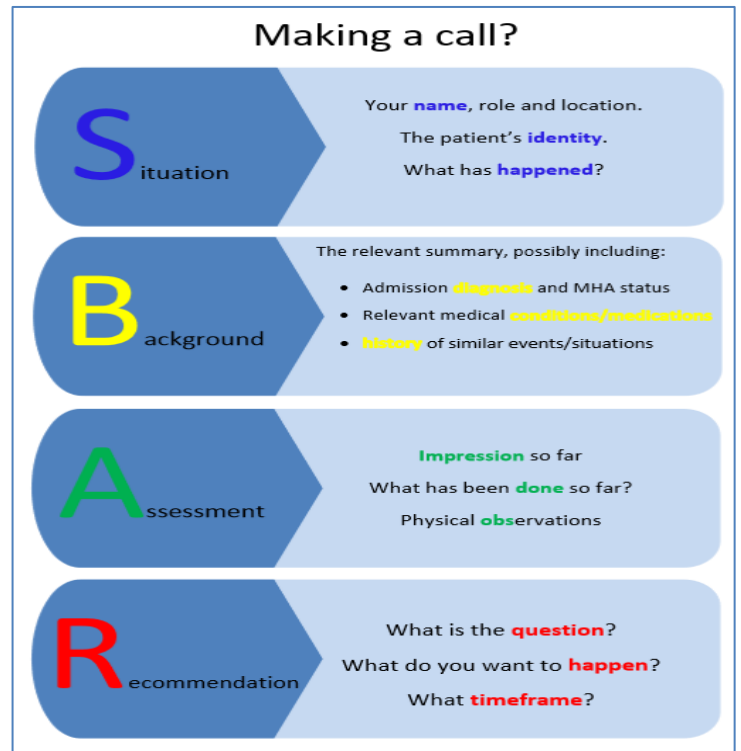 Making a call?
Situation
Your name, role and location.
The patient's identity.
What has happened?
Background
The relevant summary, possibly including:
• Admission diagnosis and MHA status
• Relevant medical conditions/medications
• history of similar events/situations
Assessment
Impression so far
What has been done so far?
Physical observations
Recommendation
What is the question?
What do you want to happen?
What timeframe?